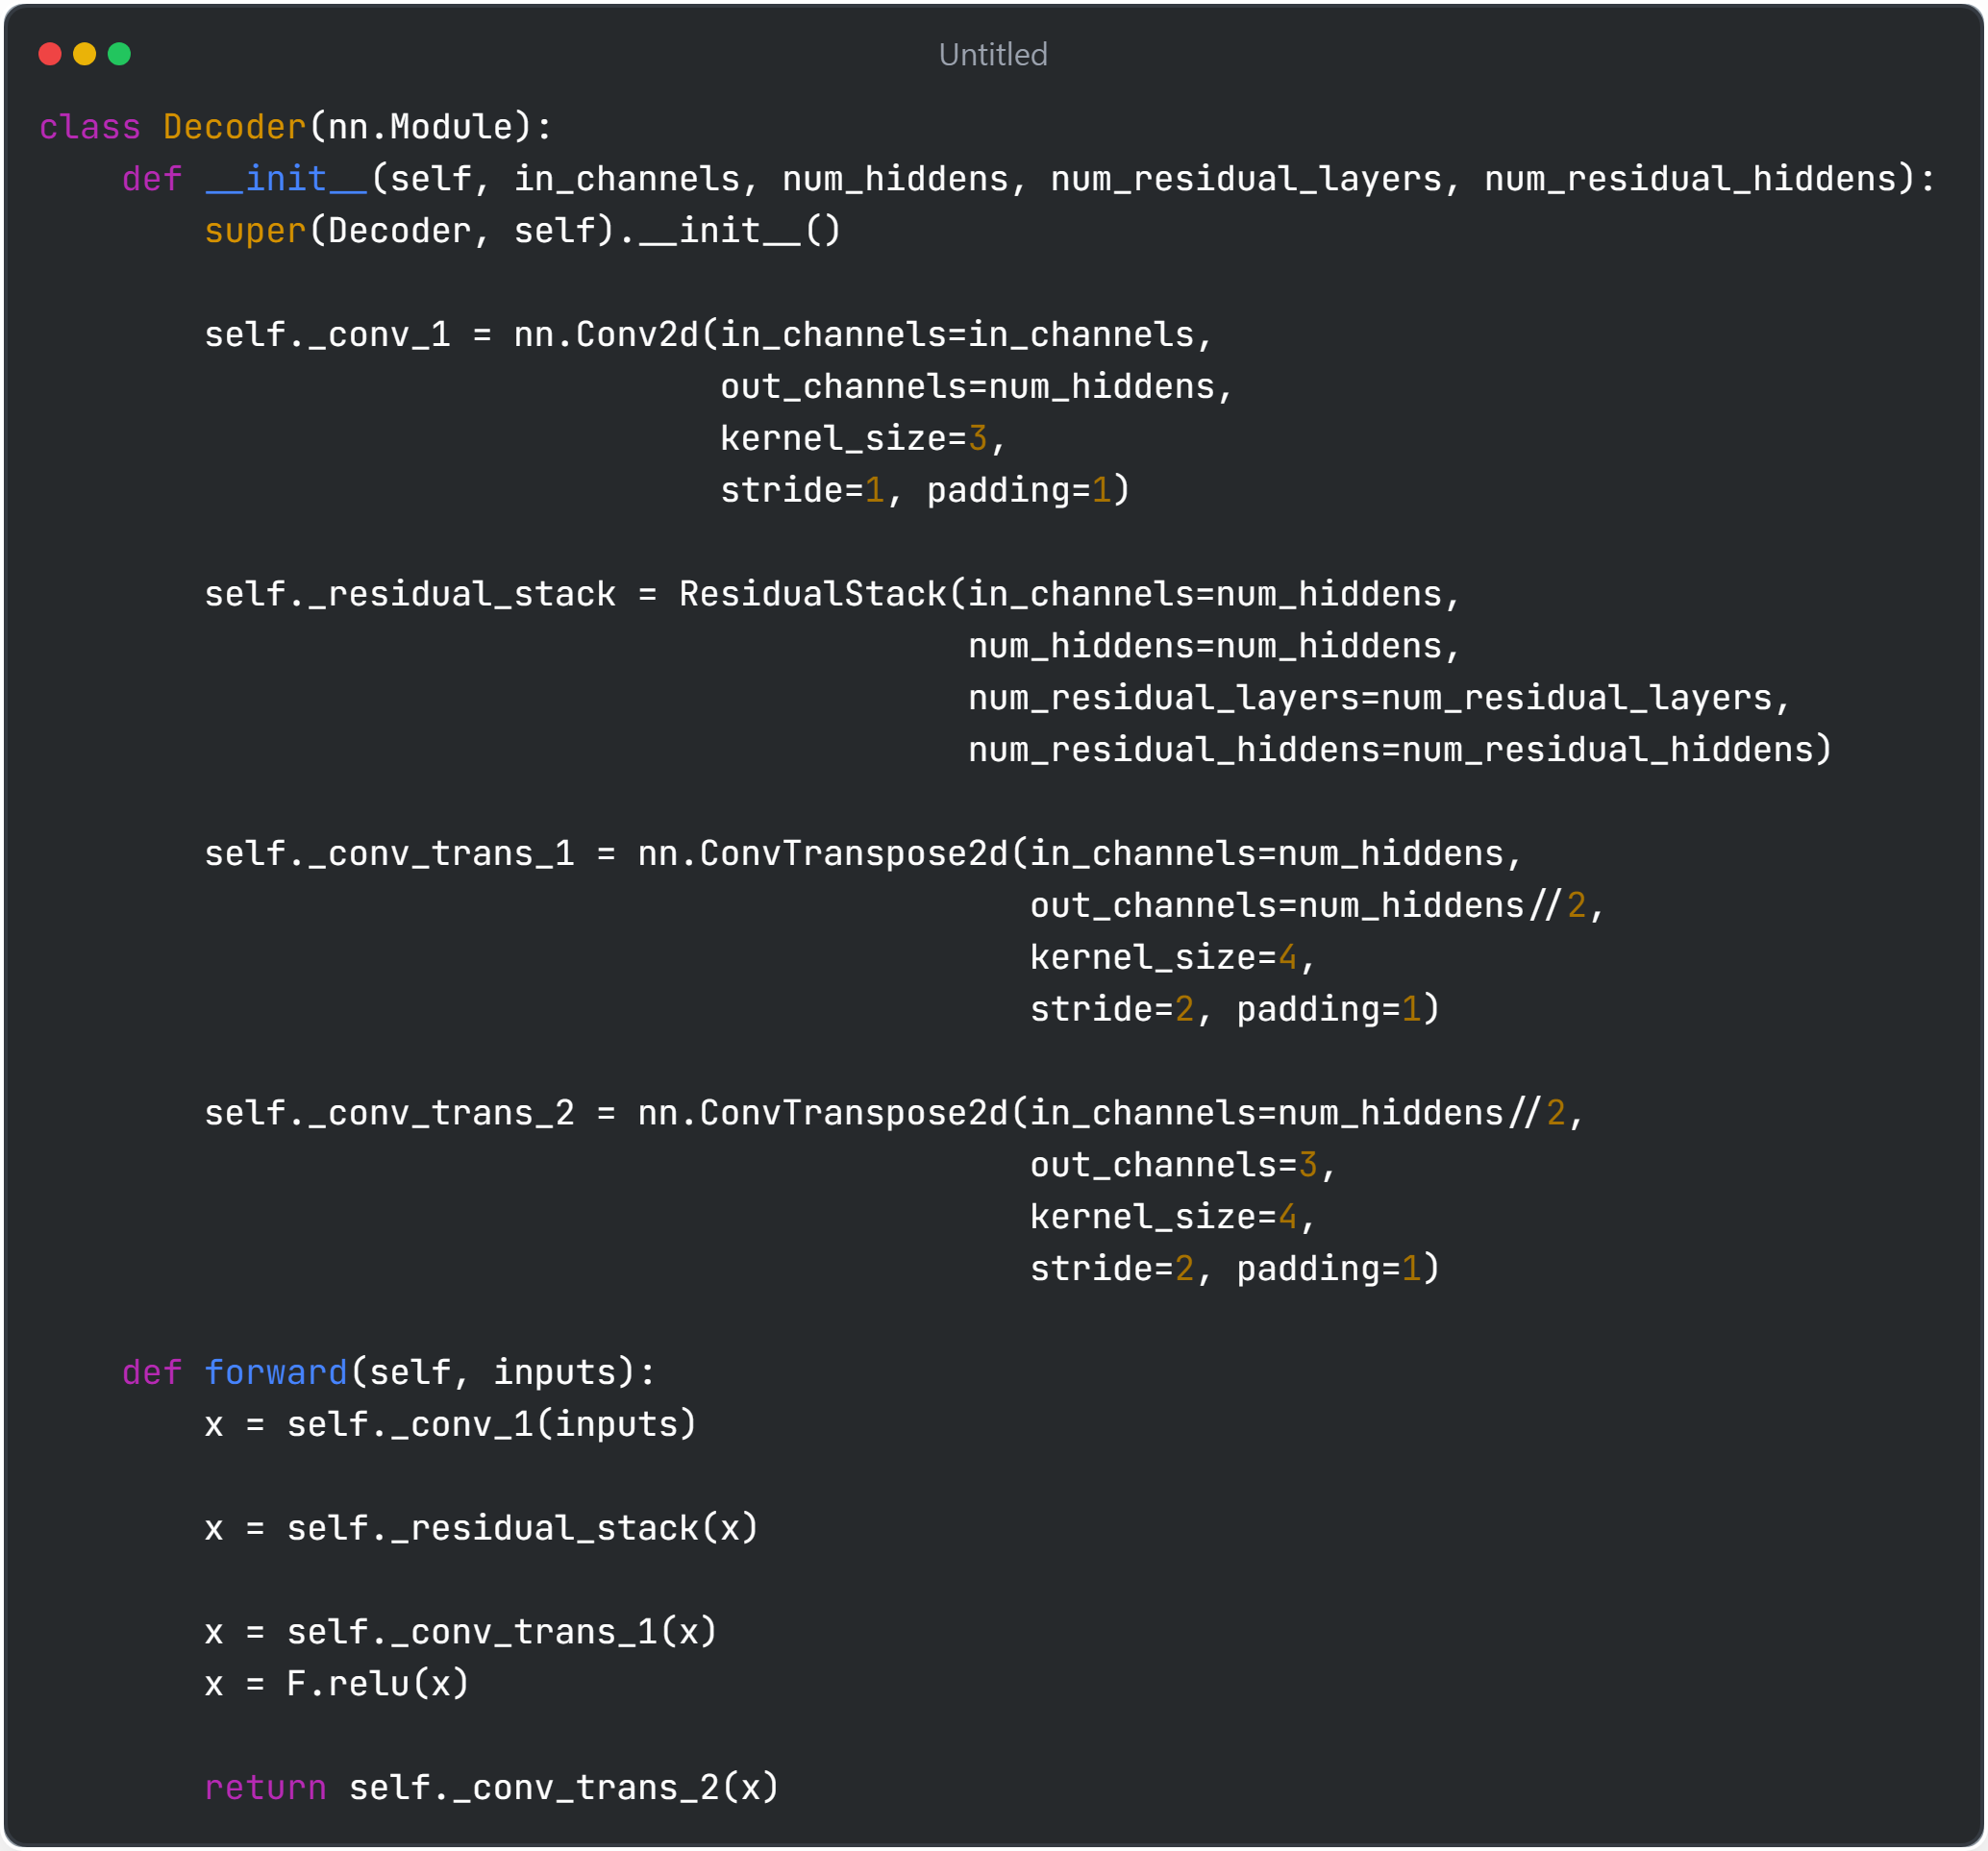 Untitled
class Decoder(nn.Module):
    def __init__(self, in_channels, num_hiddens, num_residual_layers, num_residual_hiddens):
        super(Decoder, self).__init__()

        self._conv_1 = nn.Conv2d(in_channels=in_channels,
                                 out_channels=num_hiddens,
                                 kernel_size=3,
                                 stride=1, padding=1)

        self._residual_stack = ResidualStack(in_channels=num_hiddens,
                                             num_hiddens=num_hiddens,
                                             num_residual_layers=num_residual_layers,
                                             num_residual_hiddens=num_residual_hiddens)

        self._conv_trans_1 = nn.ConvTranspose2d(in_channels=num_hiddens,
                                                out_channels=num_hiddens//2,
                                                kernel_size=4,
                                                stride=2, padding=1)

        self._conv_trans_2 = nn.ConvTranspose2d(in_channels=num_hiddens//2,
                                                out_channels=3,
                                                kernel_size=4,
                                                stride=2, padding=1)

    def forward(self, inputs):
        x = self._conv_1(inputs)

        x = self._residual_stack(x)

        x = self._conv_trans_1(x)
        x = F.relu(x)

        return self._conv_trans_2(x)